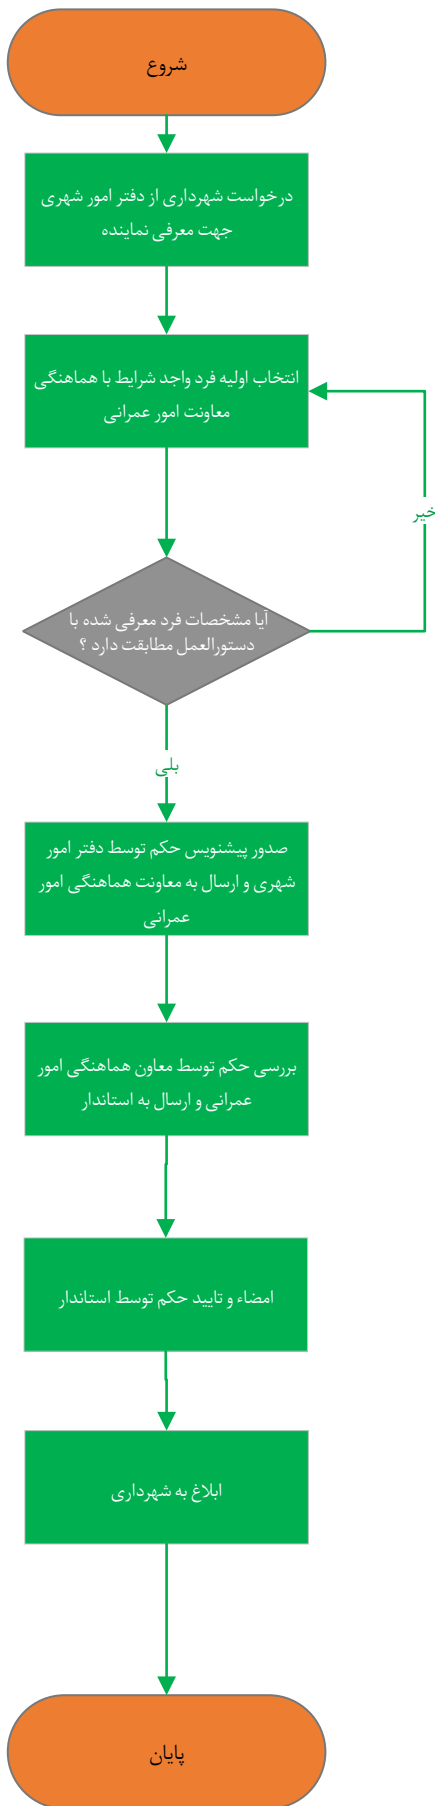 شروع
درخواست شهرداری از دفتر امور شهری
جهت معرفی نماینده
انتخاب اولیه فرد واجد شرایط با هماهنگی
معاونت امور عمرانی
خیر
آیا مشخصات فرد معرفی شده با
دستورالعمل مطابقت دارد ؟
بلی
صدور پیشنویس حکم توسط دفتر امور
شهری و ارسال به معاونت هماهنگی امور
عمرانی
بررسی حکم توسط معاون هماهنگی امور
عمرانی و ارسال به استاندار
امضاء و تایید حکم توسط استاندار
ابلاغ به شهرداری
پایان